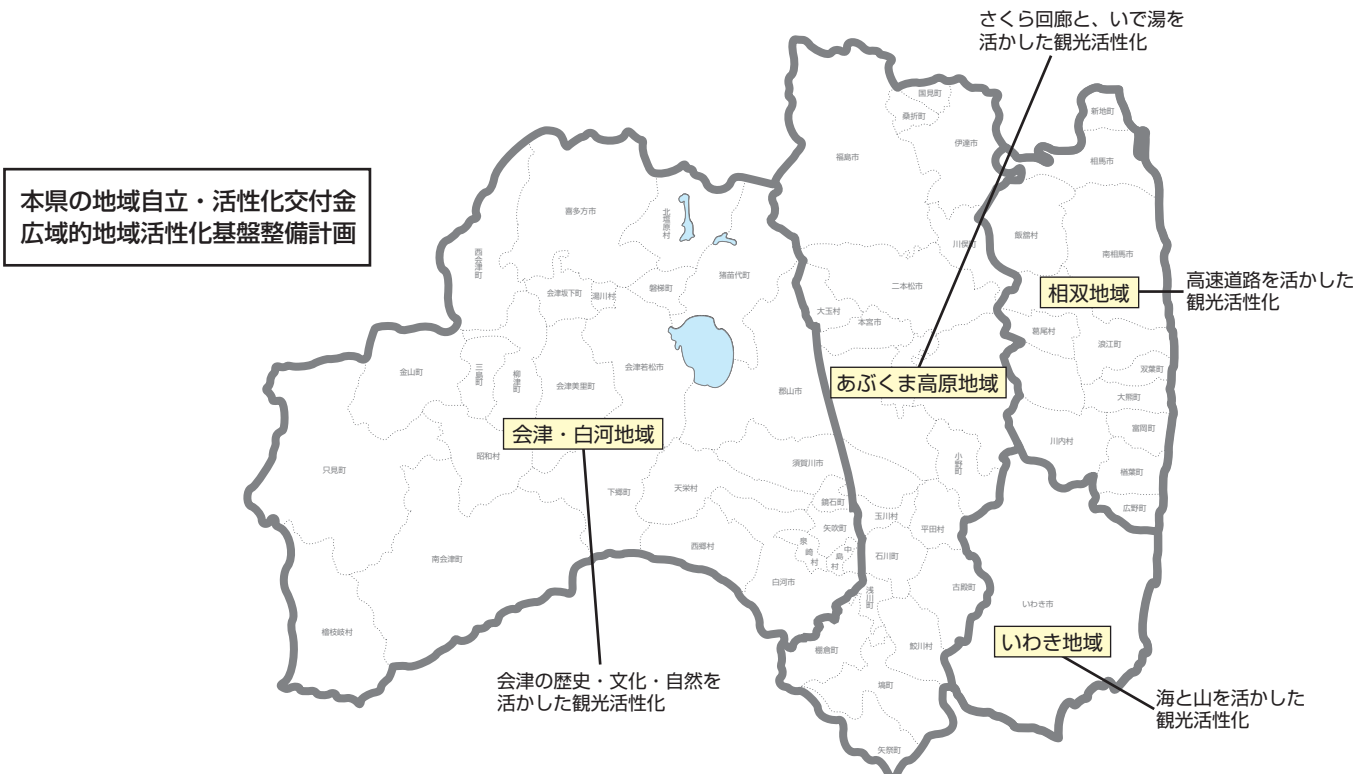 さくら回廊と、いで湯を
活かした観光活性化
本県の地域自立・活性化交付金
広域的地域活性化基盤整備計画
国見町
桑折町
伊達市
福島市
新地町
相馬市
喜多方市
北塩原村
西会津町
飯舘村
川俣町
南相馬市
猪苗代町
磐梯町
会津坂下町
湯川村
二本松市
相双地域
高速道路を活かした
観光活性化
大玉村
本宮市
葛尾村
浪江町
双葉町
金山町
三島町
柳津町
会津美里町
会津若松市
郡山市
あぶくま高原地域
大熊町
富岡町
会津・白河地域
川内村
只見町
昭和村
須賀川市
小野町
楢葉町
下郷町
天栄村
鏡石町
広野町
玉川村
矢吹町
平田村
南会津町
西郷村
泉崎村
中島村
石川町
白河市
古殿町
浅川町
いわき市
檜枝岐村
棚倉町
鮫川村
いわき地域
会津の歴史・文化・自然を
活かした観光活性化
塙町
海と山を活かした
観光活性化
矢祭町